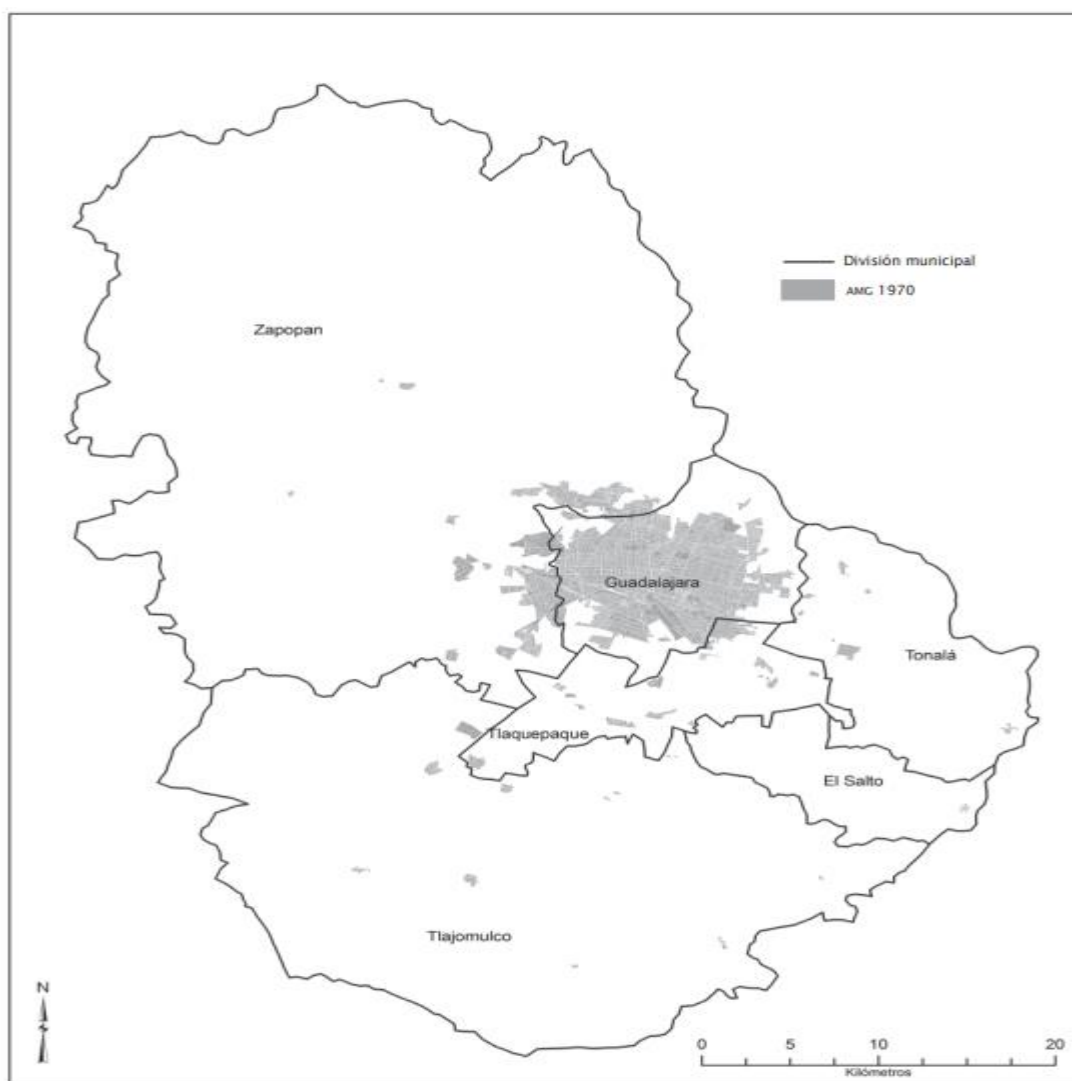 División municipal
AMG 1970
Zapopan
Guadalajara
Tonalá
Tlaquepaque
El Salto
Tlajomulco
N
0 5 10 20
Kilómetros